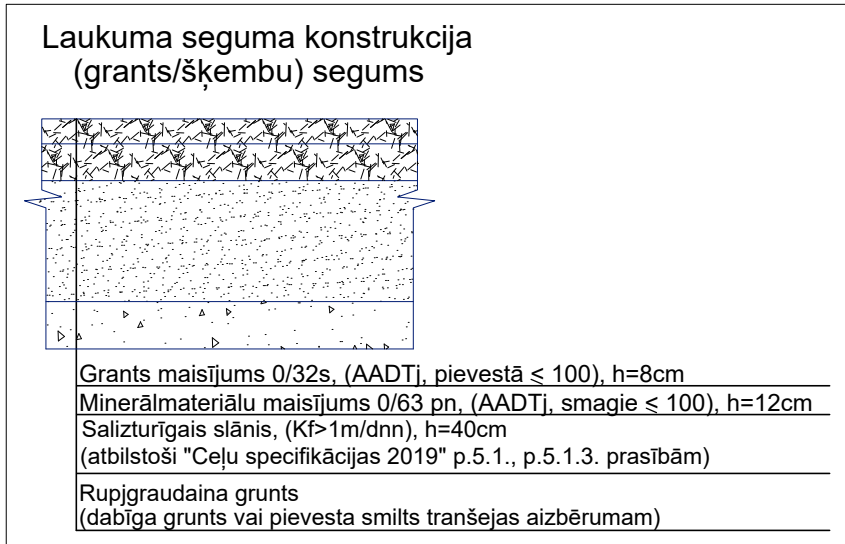 Laukuma seguma konstrukcija
(grants/šķembu) segums
Grants maisījums 0/32s, (AADTj, pievestā ≤ 100), h=8cm
Minerālmateriālu maisījums 0/63 pn, (AADTj, smagie ≤ 100), h=12cm
Salizturīgais slānis, (Kf>1m/dnn), h=40cm
(atbilstoši "Ceļu specifikācijas 2019" p.5.1., p.5.1.3. prasībām)
Rupjgraudaina grunts
(dabīga grunts vai pievesta smilts tranšejas aizbērumam)